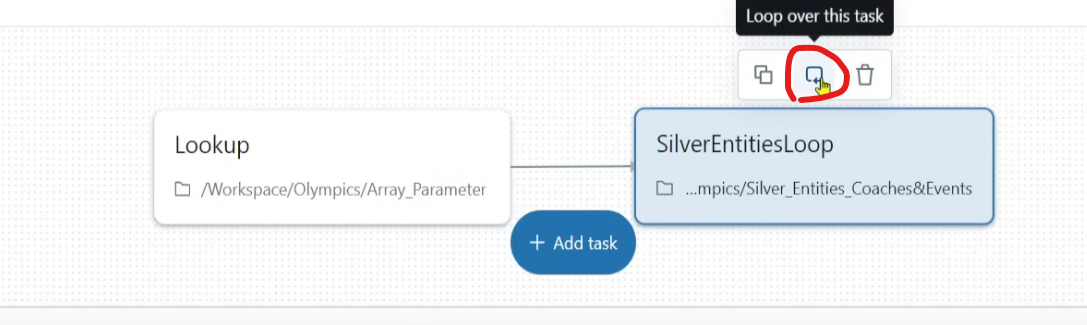 Loop over this task
Lookup
/Workspace/Olympics/Array_Parameter
SilverEntitiesLoop
...mpics/Silver_Entities_Coaches&Events
+ Add task